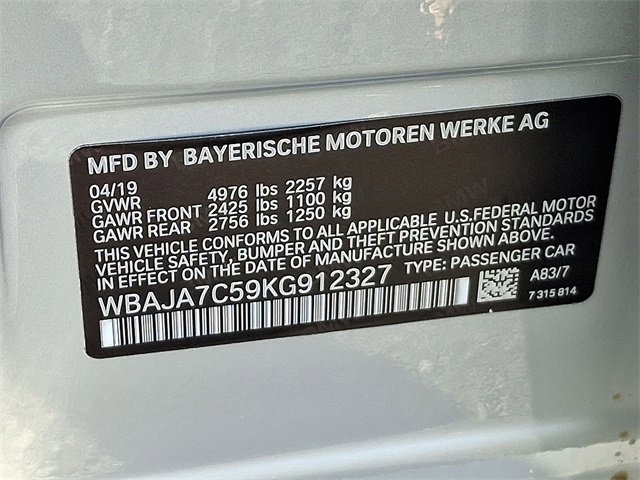 MFD BY BAYERISCHE MOTOREN WERKE AG
04/19
GVWR 4976 lbs 2257 kg
GAWR FRONT 2425 lbs 1100 kg
GAWR REAR 2756 lbs 1250 kg
THIS VEHICLE CONFORMS TO ALL APPLICABLE U.S.FEDERAL MOTOR
VEHICLE SAFETY, BUMPER AND THEFT PREVENTION STANDARDS
IN EFFECT ON THE DATE OF MANUFACTURE SHOWN ABOVE.
WBAJA7C59KG912327 TYPE: PASSENGER CAR
A83/7
7 315 814